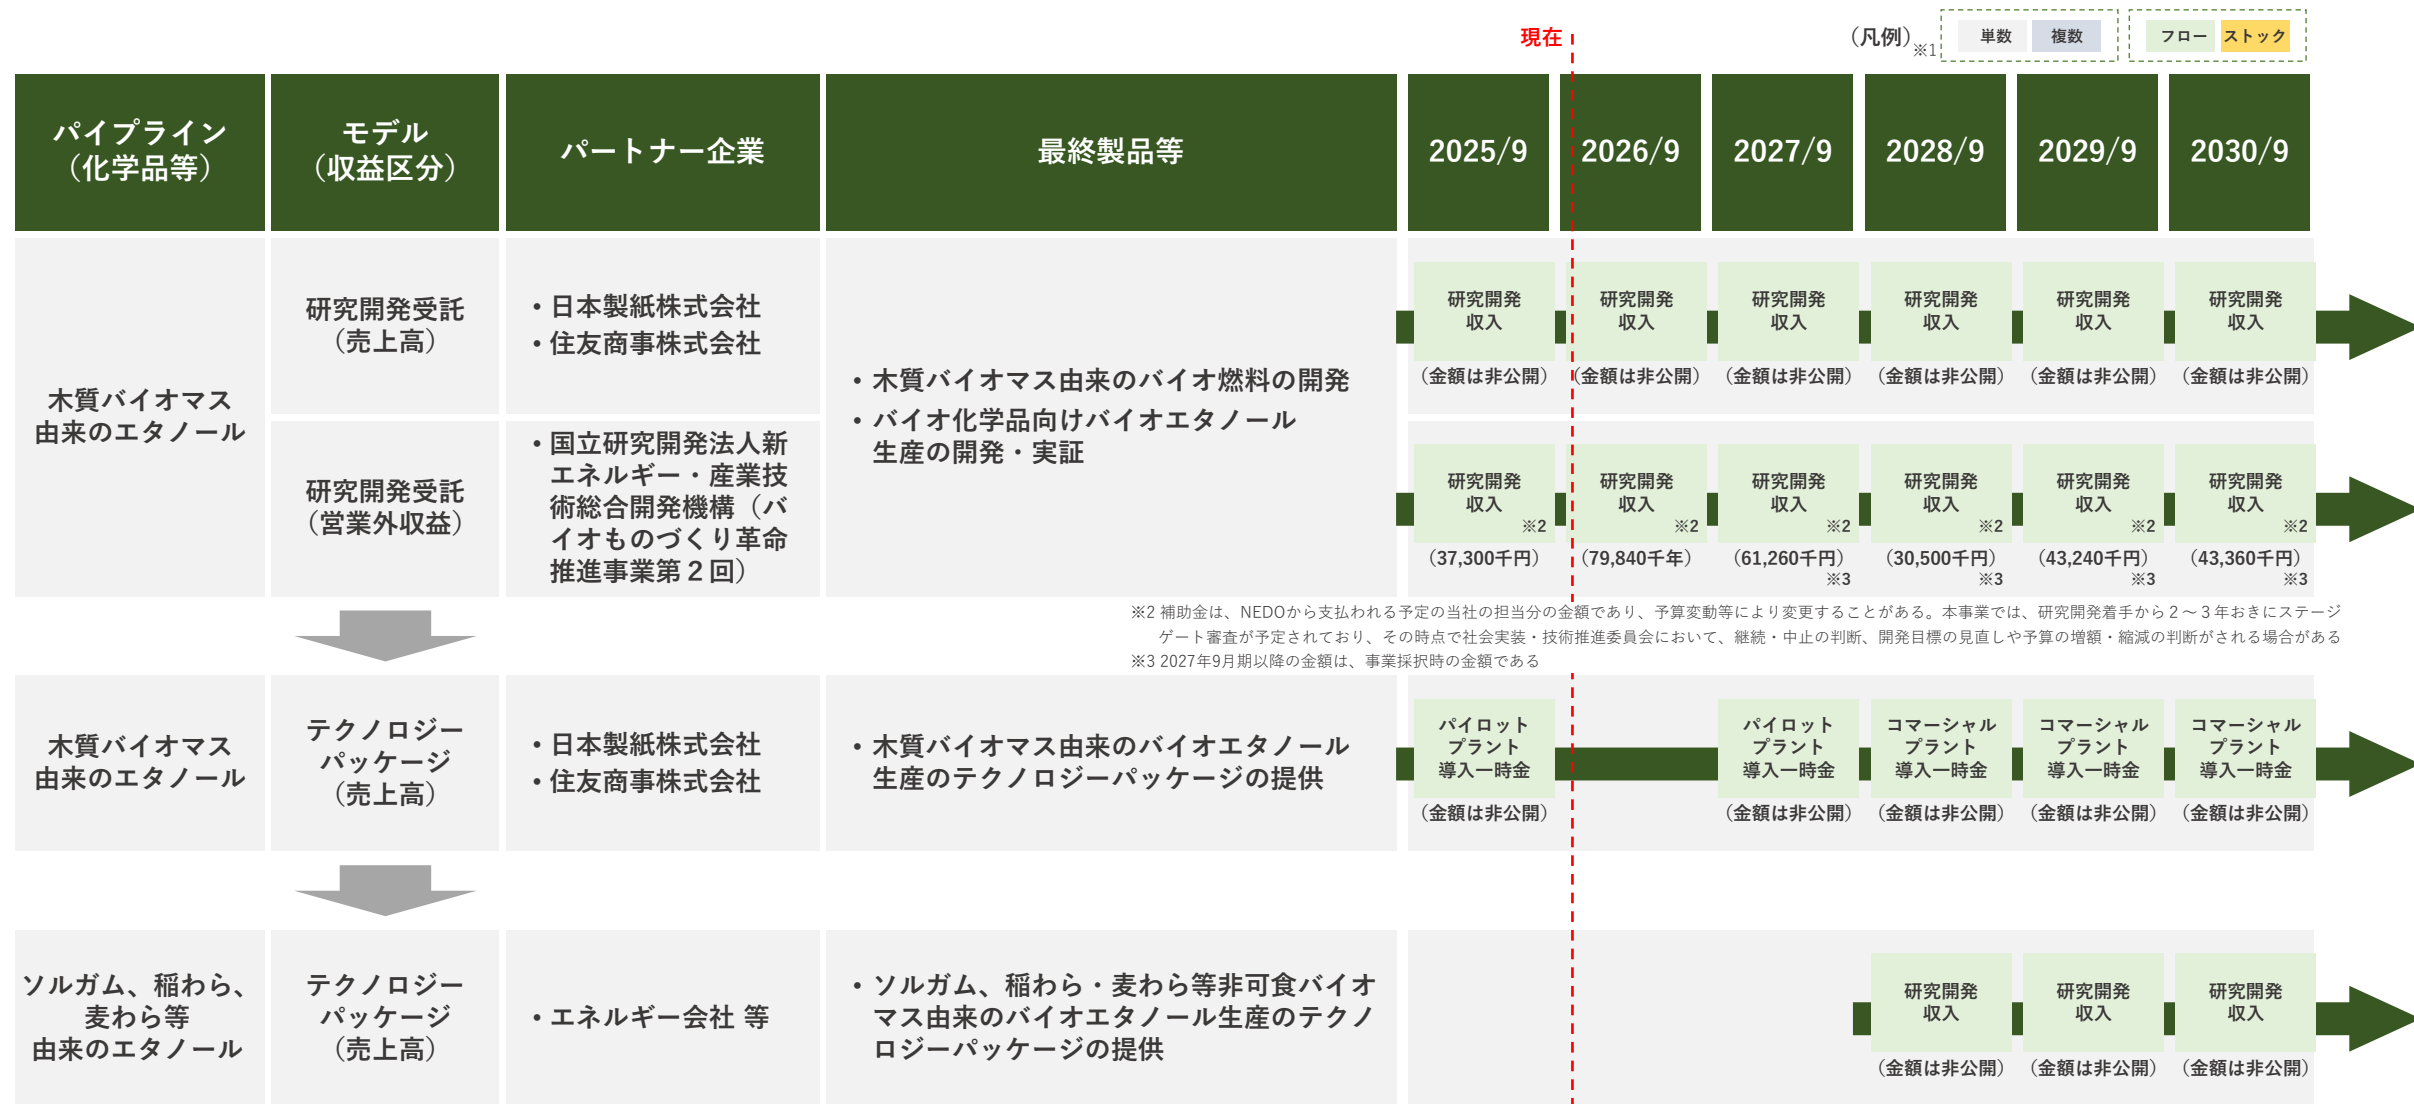 現在
（凡例）※1
単数 複数 フロー ストック
パイプライン
（化学品等）
モデル
（収益区分）
パートナー企業
最終製品等
2025/9 2026/9 2027/9 2028/9 2029/9 2030/9
木質バイオマス
由来のエタノール
研究開発受託
（売上高）
・日本製紙株式会社
・住友商事株式会社
・木質バイオマス由来のバイオ燃料の開発
・バイオ化学品向けバイオエタノール
生産の開発・実証
研究開発 研究開発 研究開発 研究開発 研究開発 研究開発
収入 収入 収入 収入 収入 収入
（金額は非公開） （金額は非公開） （金額は非公開） （金額は非公開） （金額は非公開） （金額は非公開）
研究開発受託
（営業外収益）
・国立研究開発法人新
エネルギー・産業技
術総合開発機構（バ
イオものづくり革命
推進事業第２回）
研究開発 研究開発 研究開発 研究開発 研究開発 研究開発
収入 収入 収入 収入 収入 収入
※2 ※2 ※2 ※2 ※2 ※2
（37,300千円） （79,840千年） （61,260千円） （30,500千円） （43,240千円） （43,360千円）
※3 ※3 ※3 ※3
※2 補助金は、NEDOから支払われる予定の当社の担当分の金額であり、予算変動等により変更することがある。本事業では、研究開発着手から２～３年おきにステージ
ゲート審査が予定されており、その時点で社会実装・技術推進委員会において、継続・中止の判断、開発目標の見直しや予算の増額・縮減の判断がされる場合がある
※3 2027年9月期以降の金額は、事業採択時の金額である
木質バイオマス
由来のエタノール
テクノロジー
パッケージ
（売上高）
・日本製紙株式会社
・住友商事株式会社
・木質バイオマス由来のバイオエタノール
生産のテクノロジーパッケージの提供
パイロット パイロット コマーシャル コマーシャル コマーシャル
プラント プラント プラント プラント プラント
導入一時金 導入一時金 導入一時金 導入一時金 導入一時金
（金額は非公開） （金額は非公開） （金額は非公開） （金額は非公開） （金額は非公開）
ソルガム、稲わら、
麦わら等
由来のエタノール
テクノロジー
パッケージ
（売上高）
・エネルギー会社 等
・ソルガム、稲わら・麦わら等非可食バイオ
マス由来のバイオエタノール生産のテクノ
ロジーパッケージの提供
研究開発 研究開発 研究開発
収入 収入 収入
（金額は非公開） （金額は非公開） （金額は非公開）